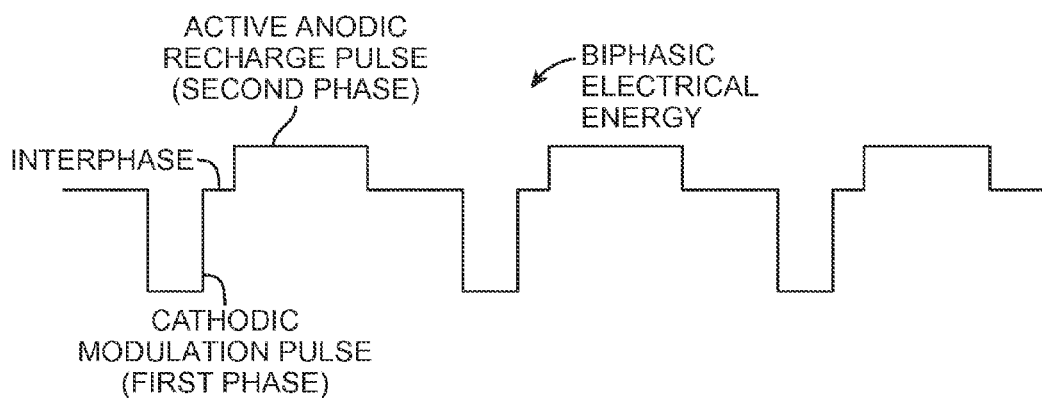 ACTIVE ANODIC
RECHARGE PULSE
(SECOND PHASE)
BIPHASIC
ELECTRICAL
ENERGY
INTERPHASE
CATHODIC
MODULATION PULSE
(FIRST PHASE)